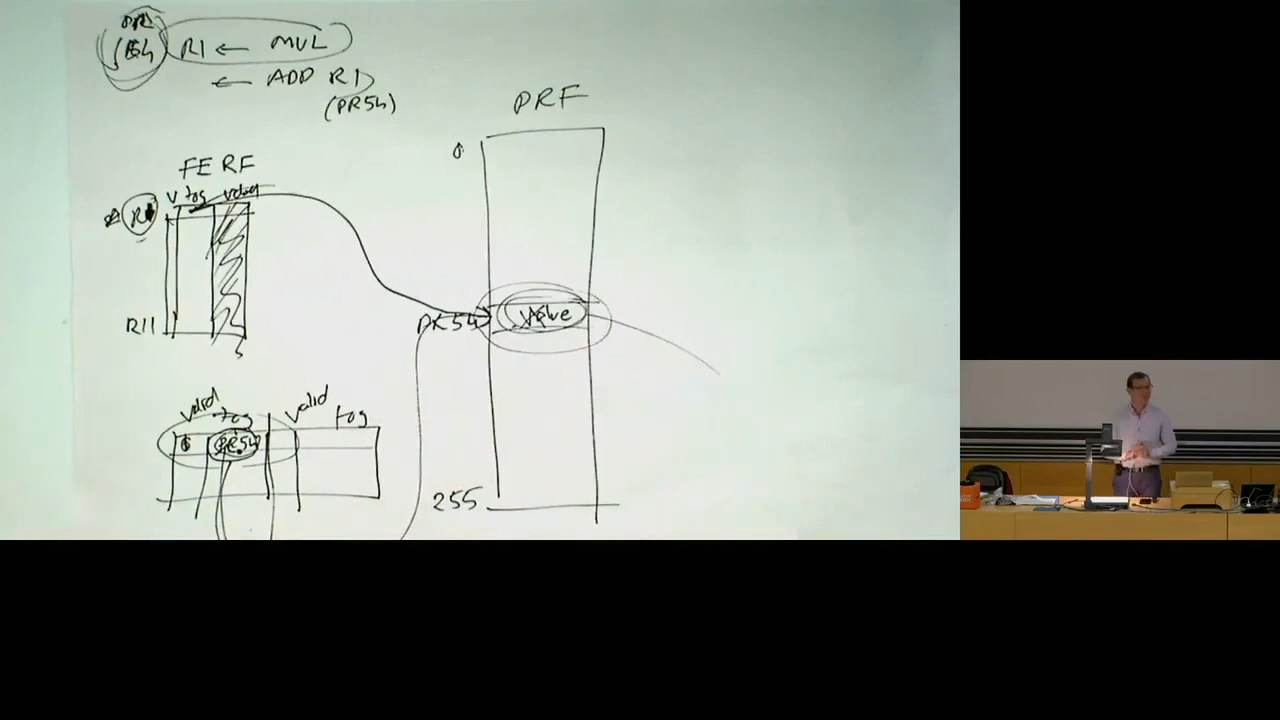 R1 ← MUL
← ADD R1
(PR54)
PRF
0
FE RF
V tag value
R11
PR54
value
valid tag valid tag
PR54
255